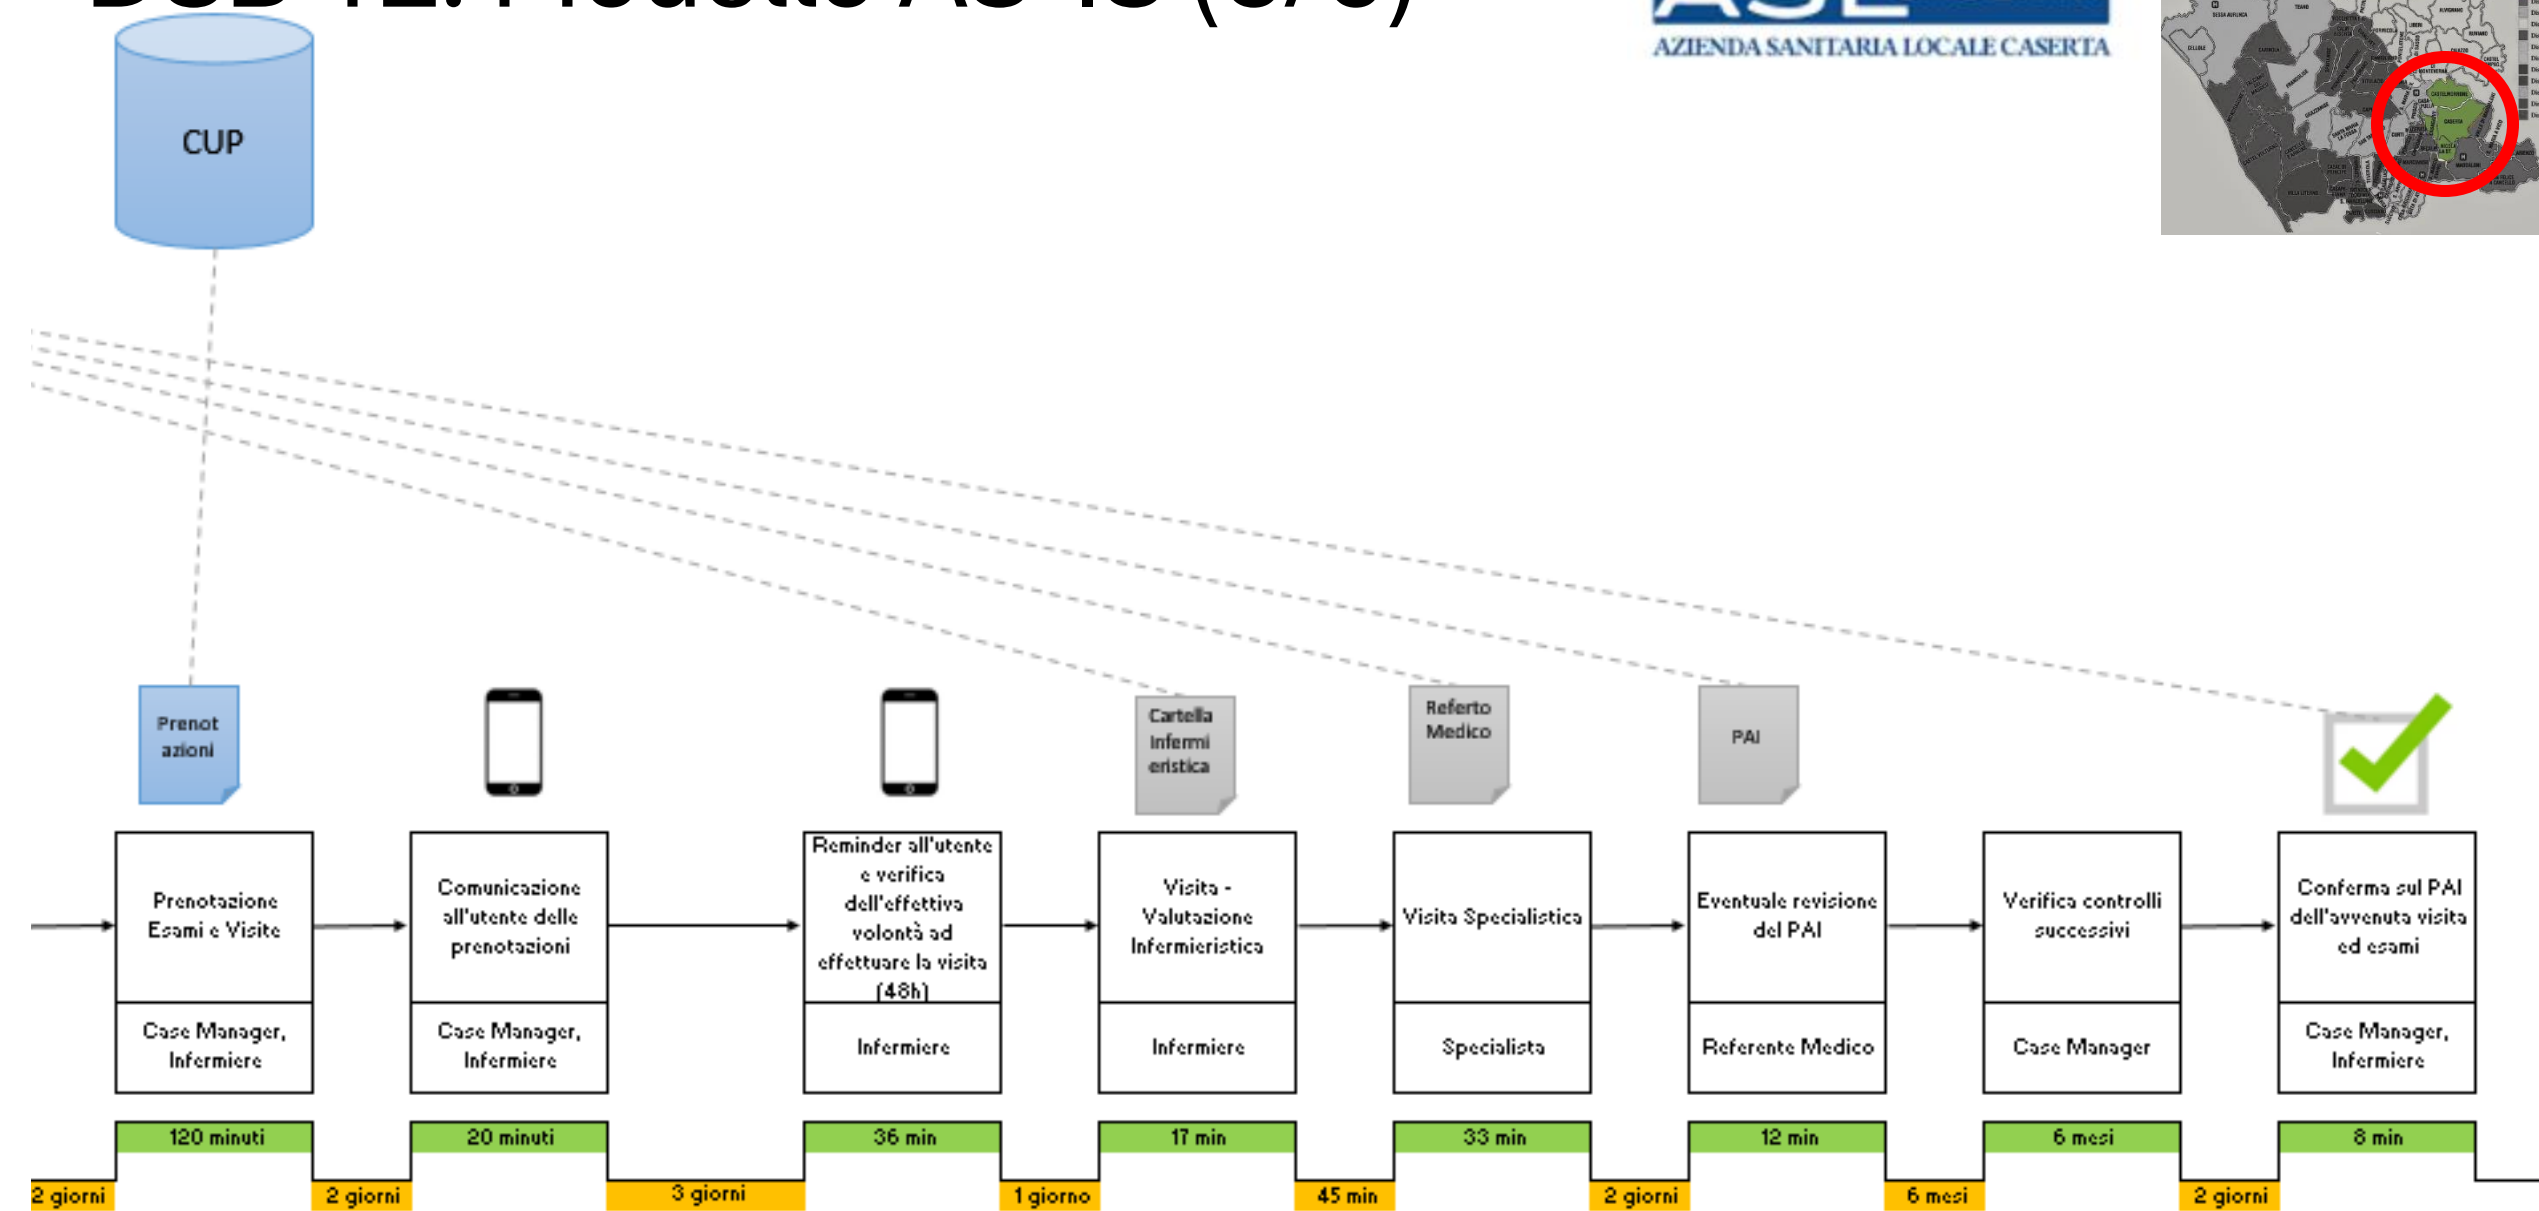 AZIENDA SANITARIA LOCALE CASERTA
CUP
Prenot
azioni
Cartella
Infermi
eristica
Referto
Medico
PAI
Prenotazione
Esami e Visite
Case Manager,
Infermiere
Comunicazione
all'utente delle
prenotazioni
Case Manager,
Infermiere
Reminder all'utente
e verifica
dell'effettiva
volontà ad
effettuare la visita
(48h)
Infermiere
Visita -
Valutazione
Infermieristica
Infermiere
Visita Specialistica
Specialista
Eventuale revisione
del PAI
Referente Medico
Verifica controlli
successivi
Case Manager
Conferma sul PAI
dell'avvenuta visita
ed esami
Case Manager,
Infermiere
120 minuti
20 minuti
36 min
17 min
33 min
12 min
6 mesi
8 min
2 giorni
2 giorni
3 giorni
1 giorno
45 min
2 giorni
6 mesi
2 giorni